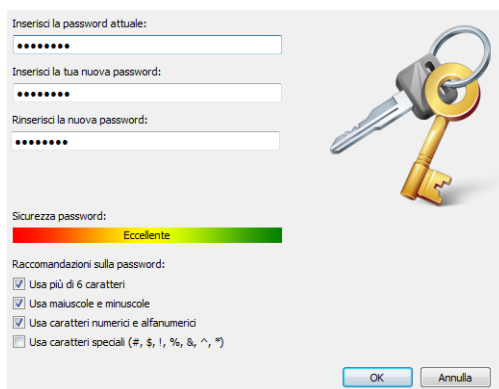 Inserisci la password attuale:
••••••••
Inserisci la tua nuova password:
••••••••
Rinserisci la nuova password:
••••••••
Sicurezza password:
Eccellente
Raccomandazioni sulla password:
Usa più di 6 caratteri
Usa maiuscole e minuscole
Usa caratteri numerici e alfanumerici
Usa caratteri speciali (#, $, !, %, &, ^, *)
OK Annulla